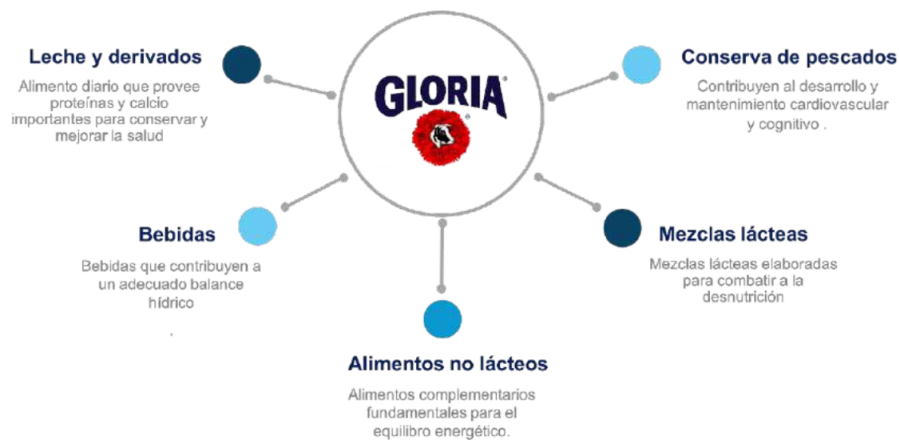 GLORIA
Leche y derivados
Alimento diario que provee
proteínas y calcio
importantes para conservar y
mejorar la salud
Conserva de pescados
Contribuyen al desarrollo y
mantenimiento cardiovascular
y cognitivo .
Bebidas
Bebidas que contribuyen a
un adecuado balance
hídrico
.
Mezclas lácteas
Mezclas lácteas elaboradas
para combatir a la
desnutrición
Alimentos no lácteos
Alimentos complementarios
fundamentales para el
equilibro energético.